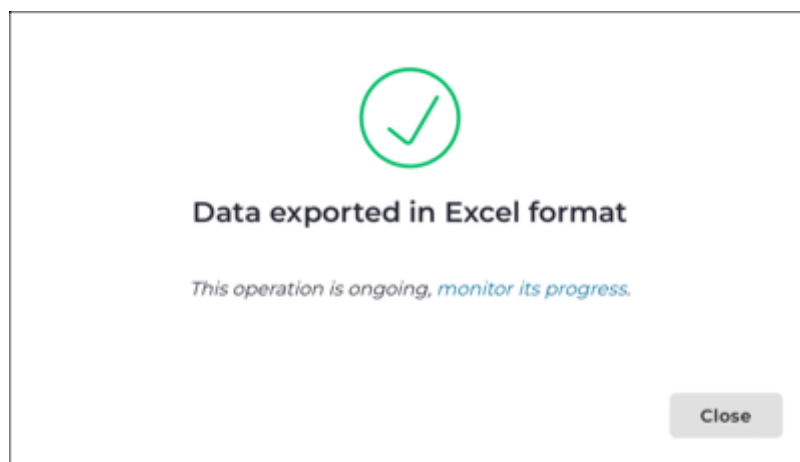 Data exported in Excel format
This operation is ongoing, monitor its progress.
Close